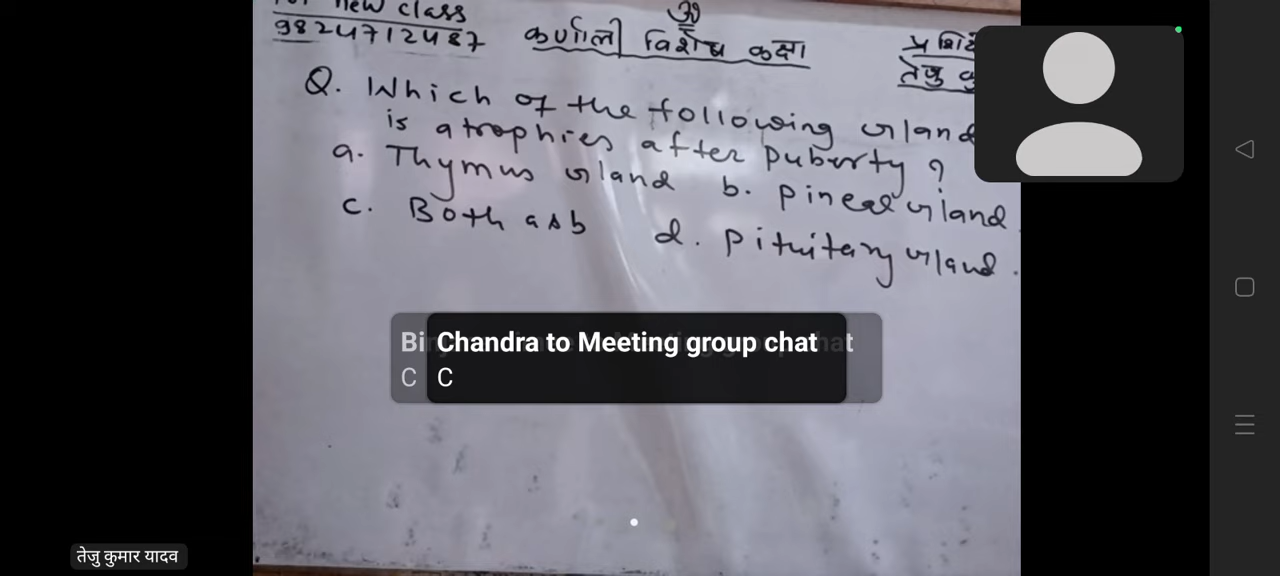 new class
9824712487
ॐ
कर्णाली विशेष कक्षा
तेजु
Q. Which of the following gland
is atrophies after puberty ?
a. Thymus gland b. pineal gland
c. Both a & b d. pituitary gland.
Chandra to Meeting group chat
C C
तेजु कुमार यादव